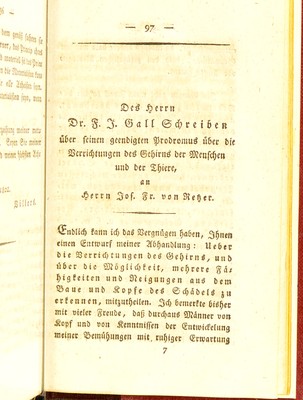 — 97 —
Des Herrn
Dr. F. J. Gall Schreiben
über seinen geendigten Prodromus über die
Verrichtungen des Gehirns der Menschen
und der Thiere,
an
Herrn Jos. Fr. von Retzer.
Endlich kann ich das Vergnügen haben, Ihnen
einen Entwurf meiner Abhandlung: Ueber
die Verrichtungen des Gehirns, und
über die Möglichkeit, mehrere Fä-
higkeiten und Neigungen aus dem
Baue und Kopfe des Schädels zu
erkennen, mitzutheilen. Ich bemerkte bisher
mit vieler Freude, daß durchaus Männer von
Kopf und von Kenntnissen der Entwickelung
meiner Bemühungen mit ruhiger Erwartung
7